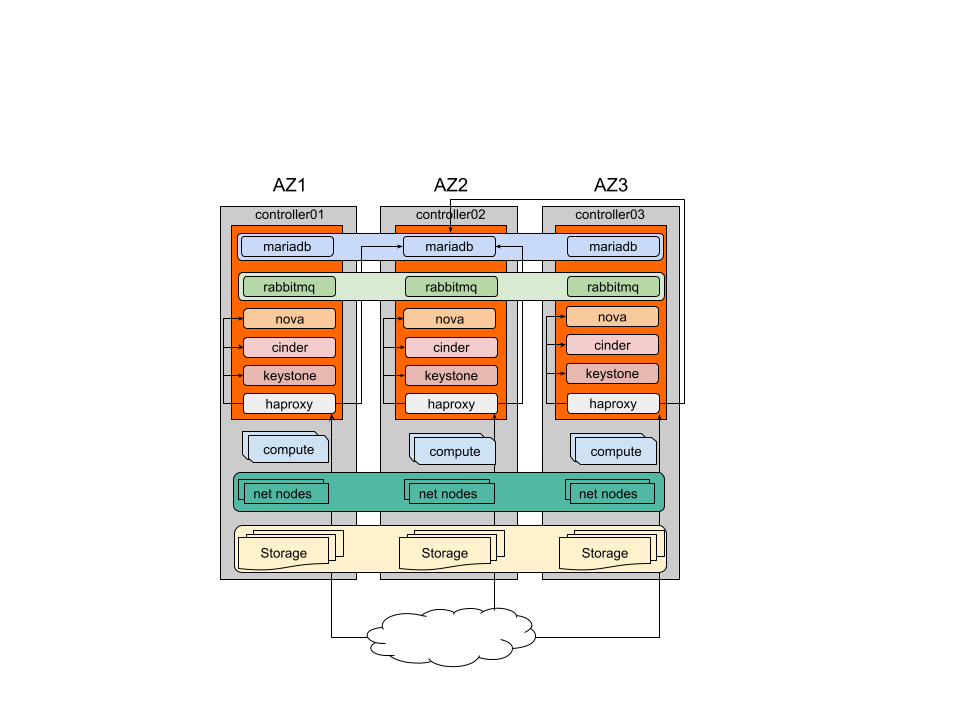 AZ1
AZ2
AZ3
controller01
controller02
controller03
mariadb
mariadb
mariadb
rabbitmq
rabbitmq
rabbitmq
nova
nova
nova
cinder
cinder
cinder
keystone
keystone
keystone
haproxy
haproxy
haproxy
compute
compute
compute
net nodes
net nodes
net nodes
Storage
Storage
Storage